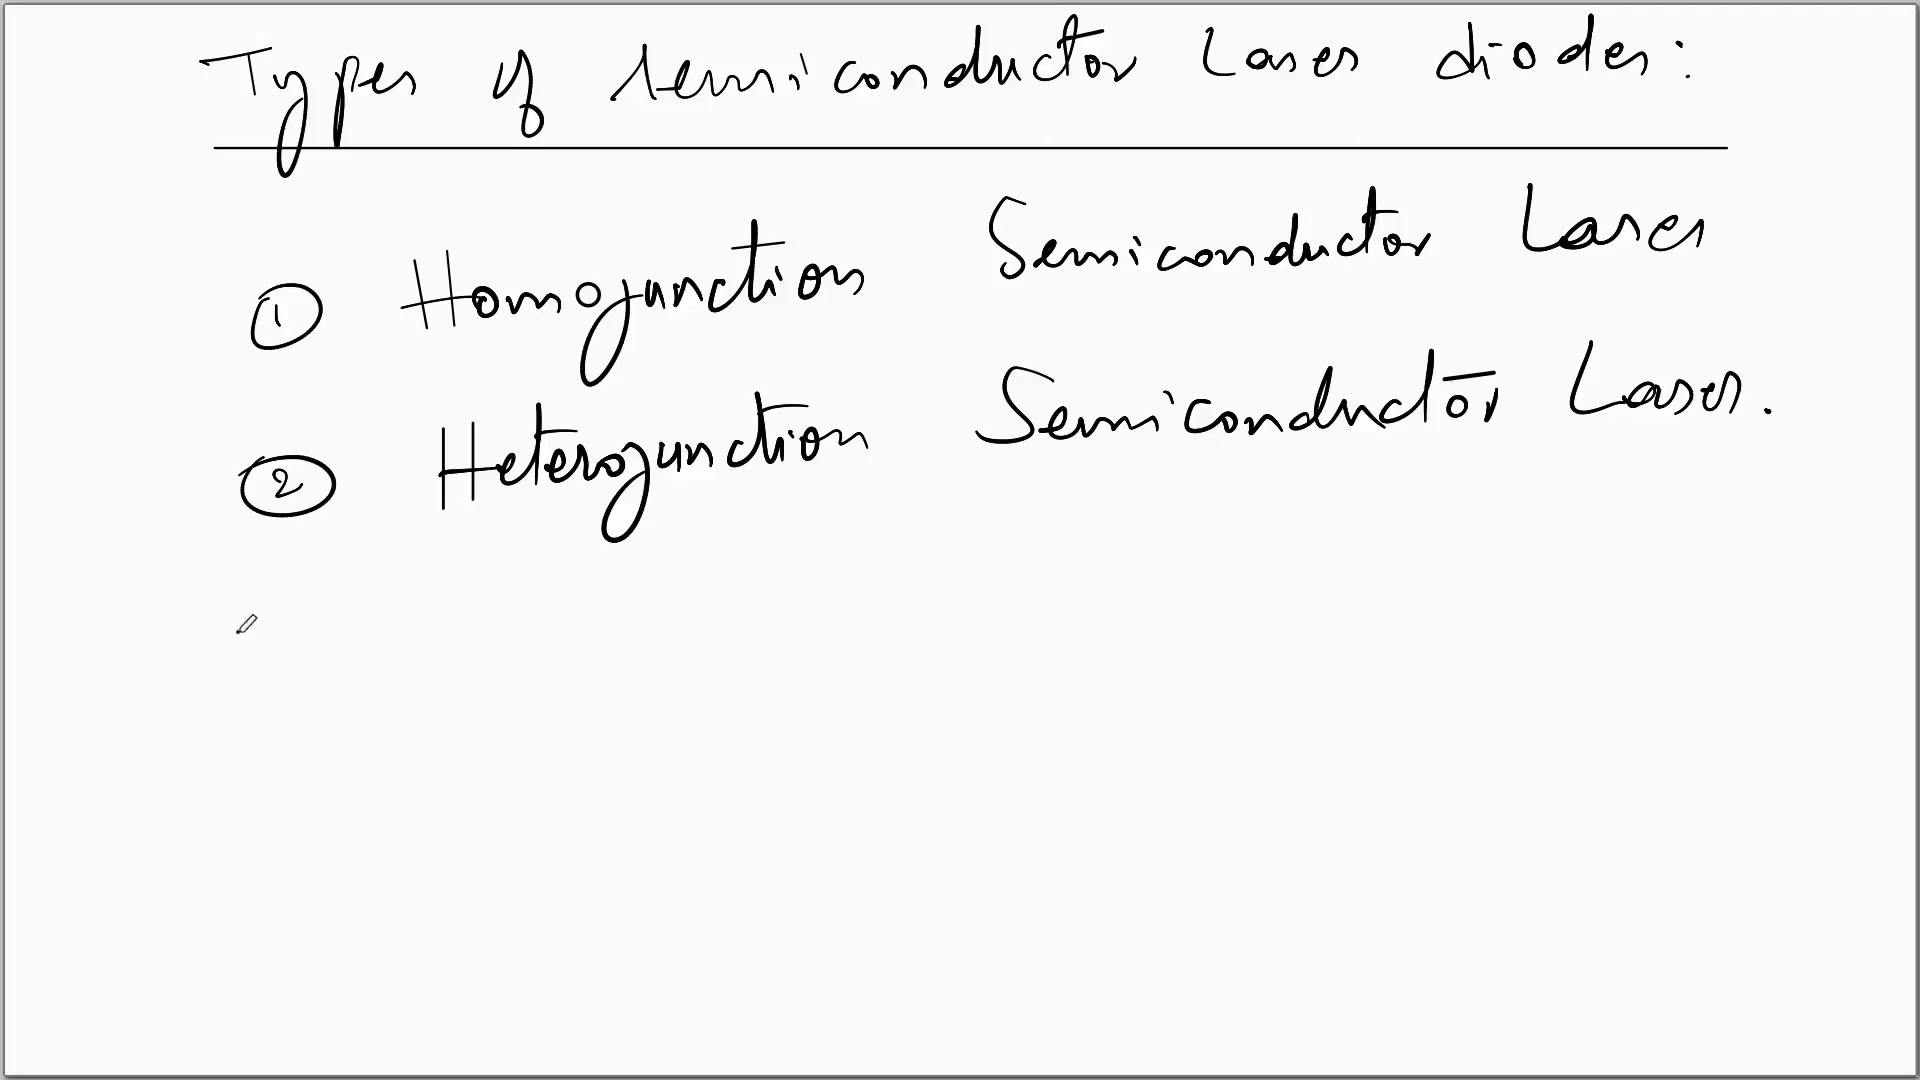 Types of semiconductor Laser diodes:
① Homojunction Semiconductor Laser
② Heterojunction Semiconductor Laser.